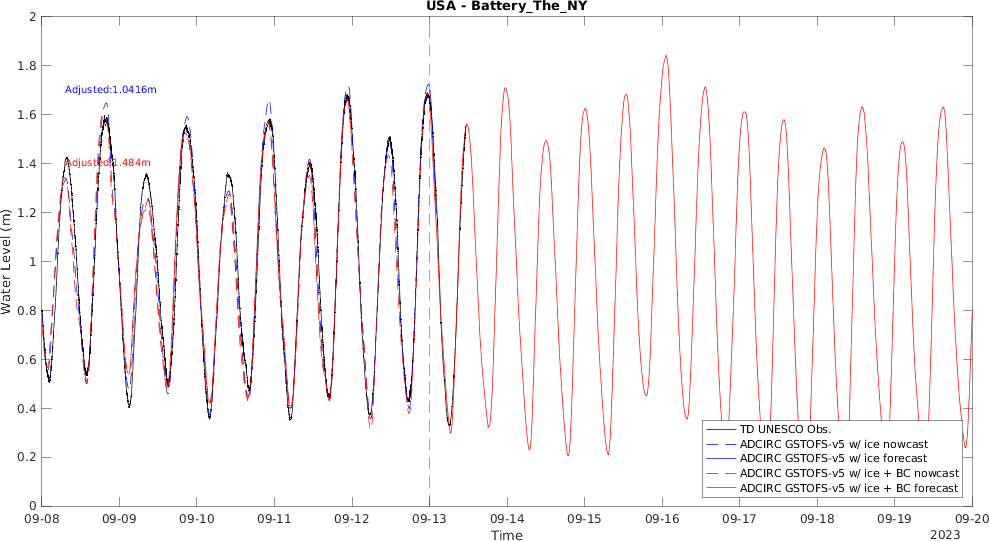 USA - Battery_The_NY
2
1.8
1.6
1.4
1.2
1
0.8
0.6
0.4
0.2
0
Water Level (m)
Adjusted:1.0416m
Adjusted:1.484m
TD UNESCO Obs.
ADCIRC GSTOFS-v5 w/ ice nowcast
ADCIRC GSTOFS-v5 w/ ice forecast
ADCIRC GSTOFS-v5 w/ ice + BC nowcast
ADCIRC GSTOFS-v5 w/ ice + BC forecast
09-08 09-09 09-10 09-11 09-12 09-13 09-14 09-15 09-16 09-17 09-18 09-19 09-20
Time
2023